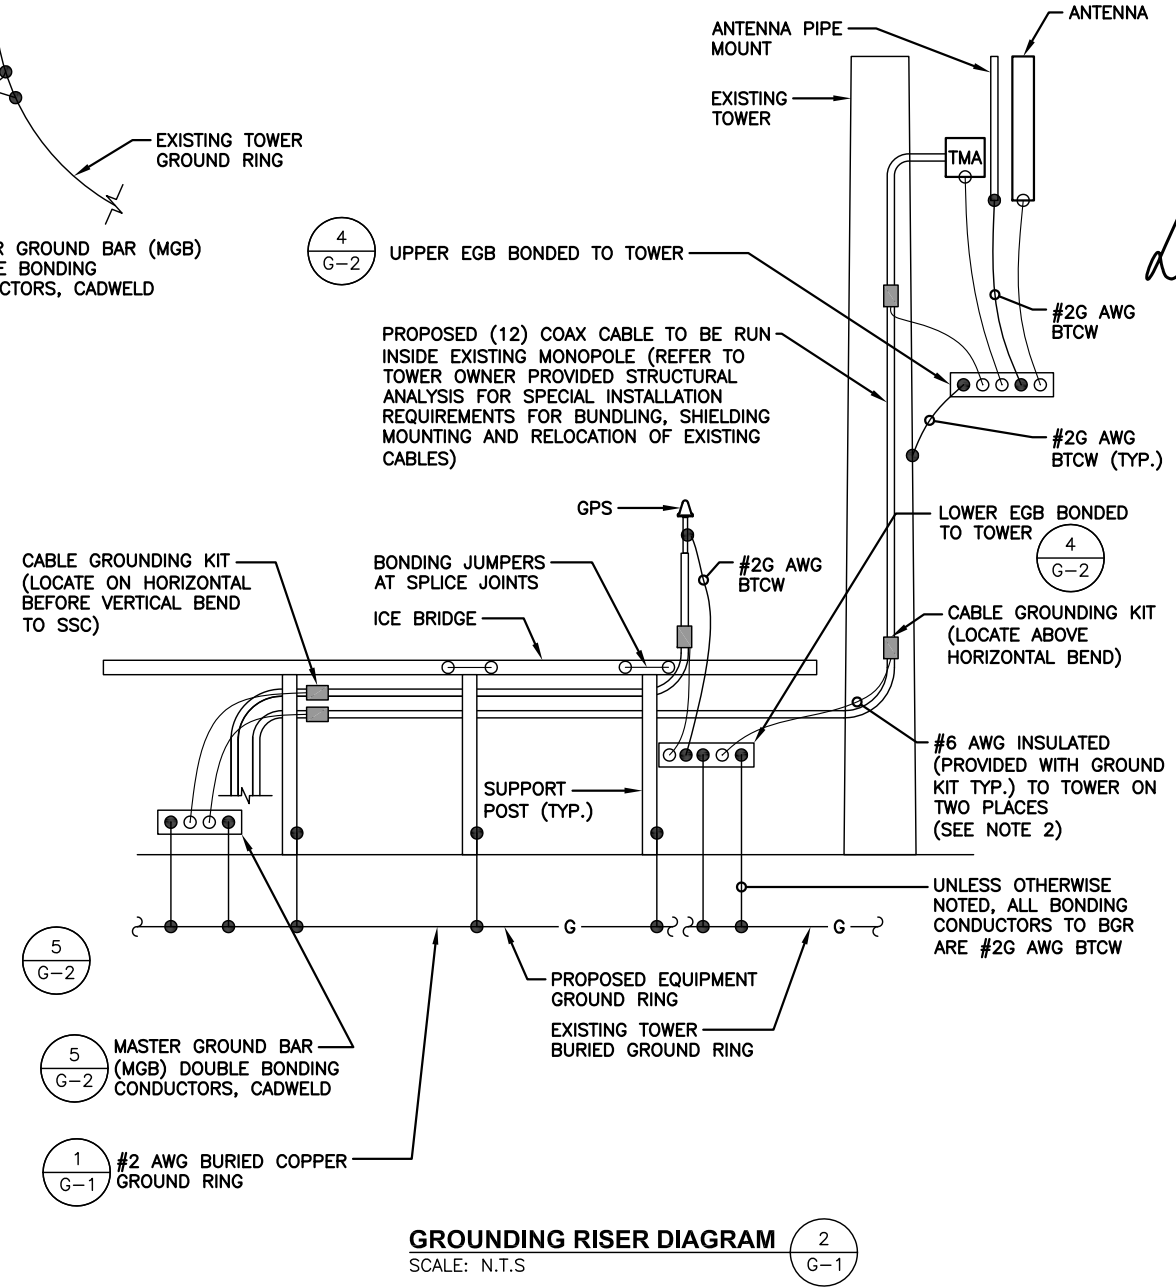 ANTENNA
ANTENNA PIPE
MOUNT
EXISTING
TOWER
EXISTING TOWER
GROUND RING
TMA
R GROUND BAR (MGB)
E BONDING
CTORS, CADWELD
4
G-2
UPPER EGB BONDED TO TOWER
#2G AWG
BTCW
PROPOSED (12) COAX CABLE TO BE RUN
INSIDE EXISTING MONOPOLE (REFER TO
TOWER OWNER PROVIDED STRUCTURAL
ANALYSIS FOR SPECIAL INSTALLATION
REQUIREMENTS FOR BUNDLING, SHIELDING
MOUNTING AND RELOCATION OF EXISTING
CABLES)
#2G AWG
BTCW (TYP.)
GPS
LOWER EGB BONDED
TO TOWER
4
G-2
CABLE GROUNDING KIT
(LOCATE ON HORIZONTAL
BEFORE VERTICAL BEND
TO SSC)
BONDING JUMPERS
AT SPLICE JOINTS
ICE BRIDGE
#2G AWG
BTCW
CABLE GROUNDING KIT
(LOCATE ABOVE
HORIZONTAL BEND)
#6 AWG INSULATED
(PROVIDED WITH GROUND
KIT TYP.) TO TOWER ON
TWO PLACES
(SEE NOTE 2)
SUPPORT
POST (TYP.)
UNLESS OTHERWISE
NOTED, ALL BONDING
CONDUCTORS TO BGR
ARE #2G AWG BTCW
G
G
5
G-2
PROPOSED EQUIPMENT
GROUND RING
EXISTING TOWER
BURIED GROUND RING
5
G-2
MASTER GROUND BAR
(MGB) DOUBLE BONDING
CONDUCTORS, CADWELD
1
G-1
#2 AWG BURIED COPPER
GROUND RING
GROUNDING RISER DIAGRAM
2
G-1
SCALE: N.T.S